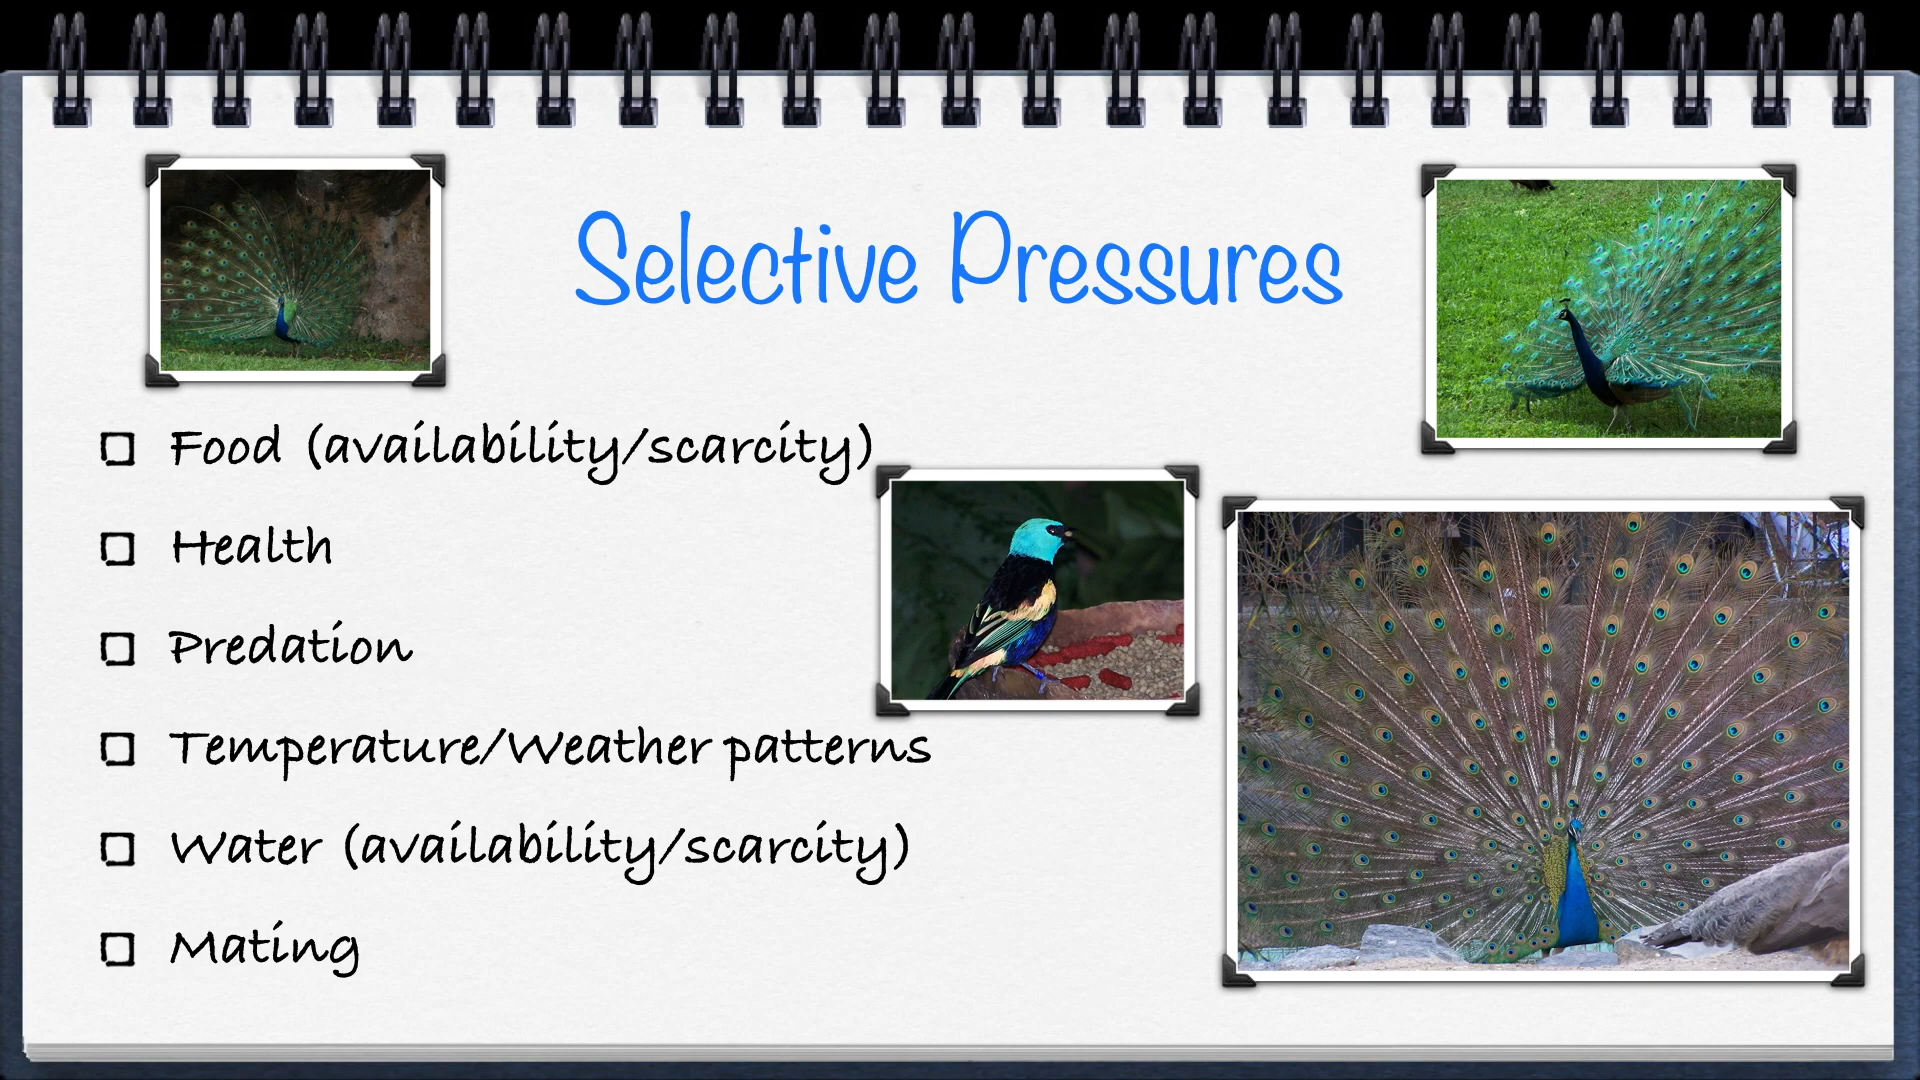 Selective Pressures
Food (availability/scarcity)
Health
Predation
Temperature/Weather patterns
Water (availability/scarcity)
Mating